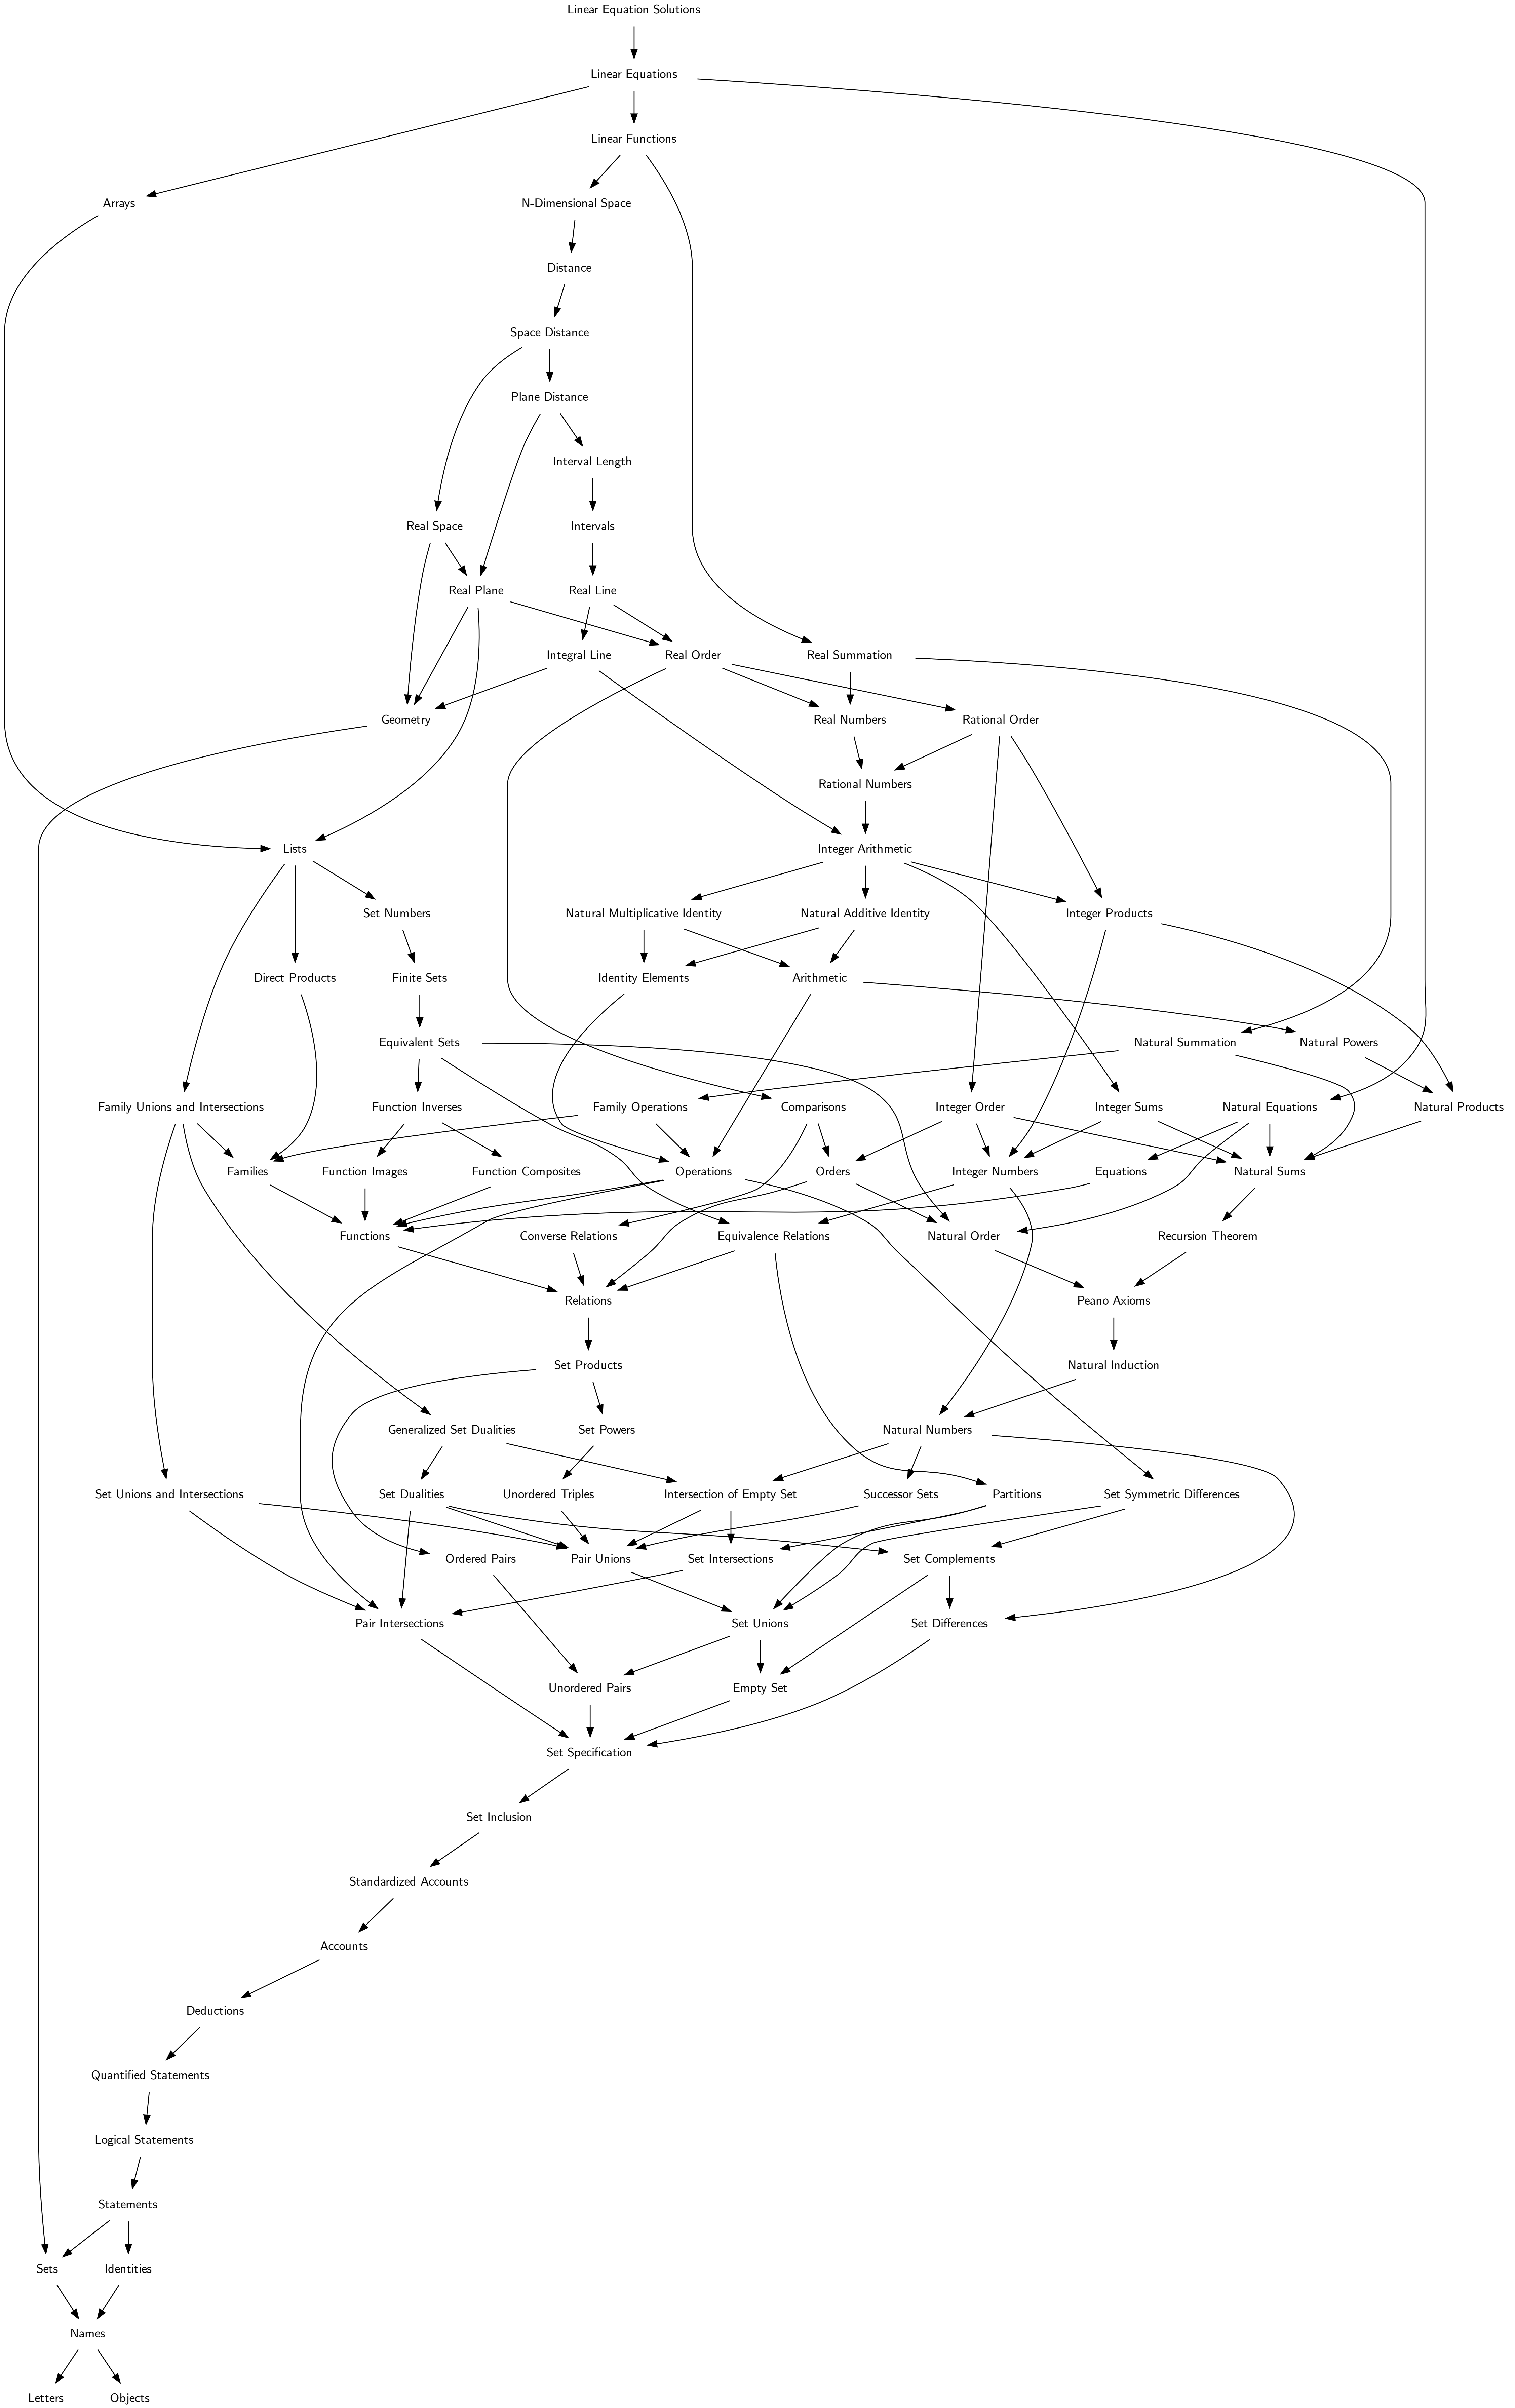 Linear Equation Solutions
Linear Equations
Linear Functions
Arrays
N-Dimensional Space
Distance
Space Distance
Plane Distance
Interval Length
Real Space
Intervals
Real Plane
Real Line
Integral Line
Real Order
Real Summation
Geometry
Real Numbers
Rational Order
Rational Numbers
Lists
Integer Arithmetic
Set Numbers
Natural Multiplicative Identity
Natural Additive Identity
Integer Products
Direct Products
Finite Sets
Identity Elements
Arithmetic
Equivalent Sets
Natural Summation
Natural Powers
Family Unions and Intersections
Function Inverses
Family Operations
Comparisons
Integer Order
Integer Sums
Natural Equations
Natural Products
Families
Function Images
Function Composites
Operations
Orders
Integer Numbers
Equations
Natural Sums
Functions
Converse Relations
Equivalence Relations
Natural Order
Recursion Theorem
Relations
Peano Axioms
Set Products
Natural Induction
Generalized Set Dualities
Set Powers
Natural Numbers
Set Unions and Intersections
Set Dualities
Unordered Triples
Intersection of Empty Set
Successor Sets
Partitions
Set Symmetric Differences
Ordered Pairs
Pair Unions
Set Intersections
Set Complements
Pair Intersections
Set Unions
Set Differences
Unordered Pairs
Empty Set
Set Specification
Set Inclusion
Standardized Accounts
Accounts
Deductions
Quantified Statements
Logical Statements
Statements
Sets
Identities
Names
Letters
Objects